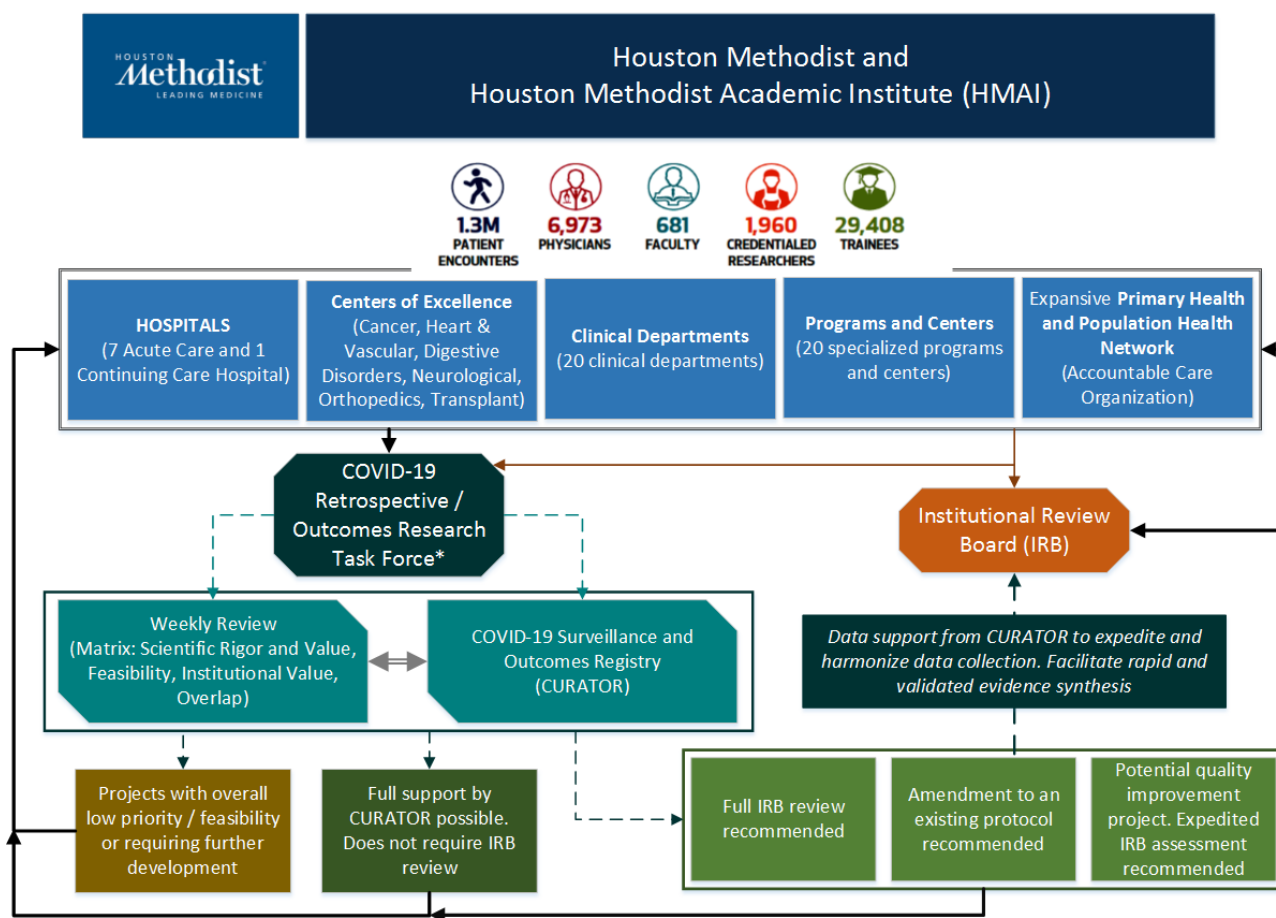 HOUSTON
Methodist
LEADING MEDICINE
Houston Methodist and
Houston Methodist Academic Institute (HMAI)
1.3M
PATIENT
ENCOUNTERS
6,973
PHYSICIANS
681
FACULTY
1,960
CREDENTIALED
RESEARCHERS
29,408
TRAINEES
HOSPITALS
(7 Acute Care and 1
Continuing Care Hospital)
Centers of Excellence
(Cancer, Heart &
Vascular, Digestive
Disorders, Neurological,
Orthopedics, Transplant)
Clinical Departments
(20 clinical departments)
Programs and Centers
(20 specialized programs
and centers)
Expansive Primary Health
and Population Health
Network
(Accountable Care
Organization)
COVID-19
Retrospective /
Outcomes Research
Task Force*
Institutional Review
Board (IRB)
Weekly Review
(Matrix: Scientific Rigor and Value,
Feasibility, Institutional Value,
Overlap)
COVID-19 Surveillance and
Outcomes Registry
(CURATOR)
Data support from CURATOR to expedite and
harmonize data collection. Facilitate rapid and
validated evidence synthesis
Projects with overall
low priority / feasibility
or requiring further
development
Full support by
CURATOR possible.
Does not require IRB
review
Full IRB review
recommended
Amendment to an
existing protocol
recommended
Potential quality
improvement
project. Expedited
IRB assessment
recommended